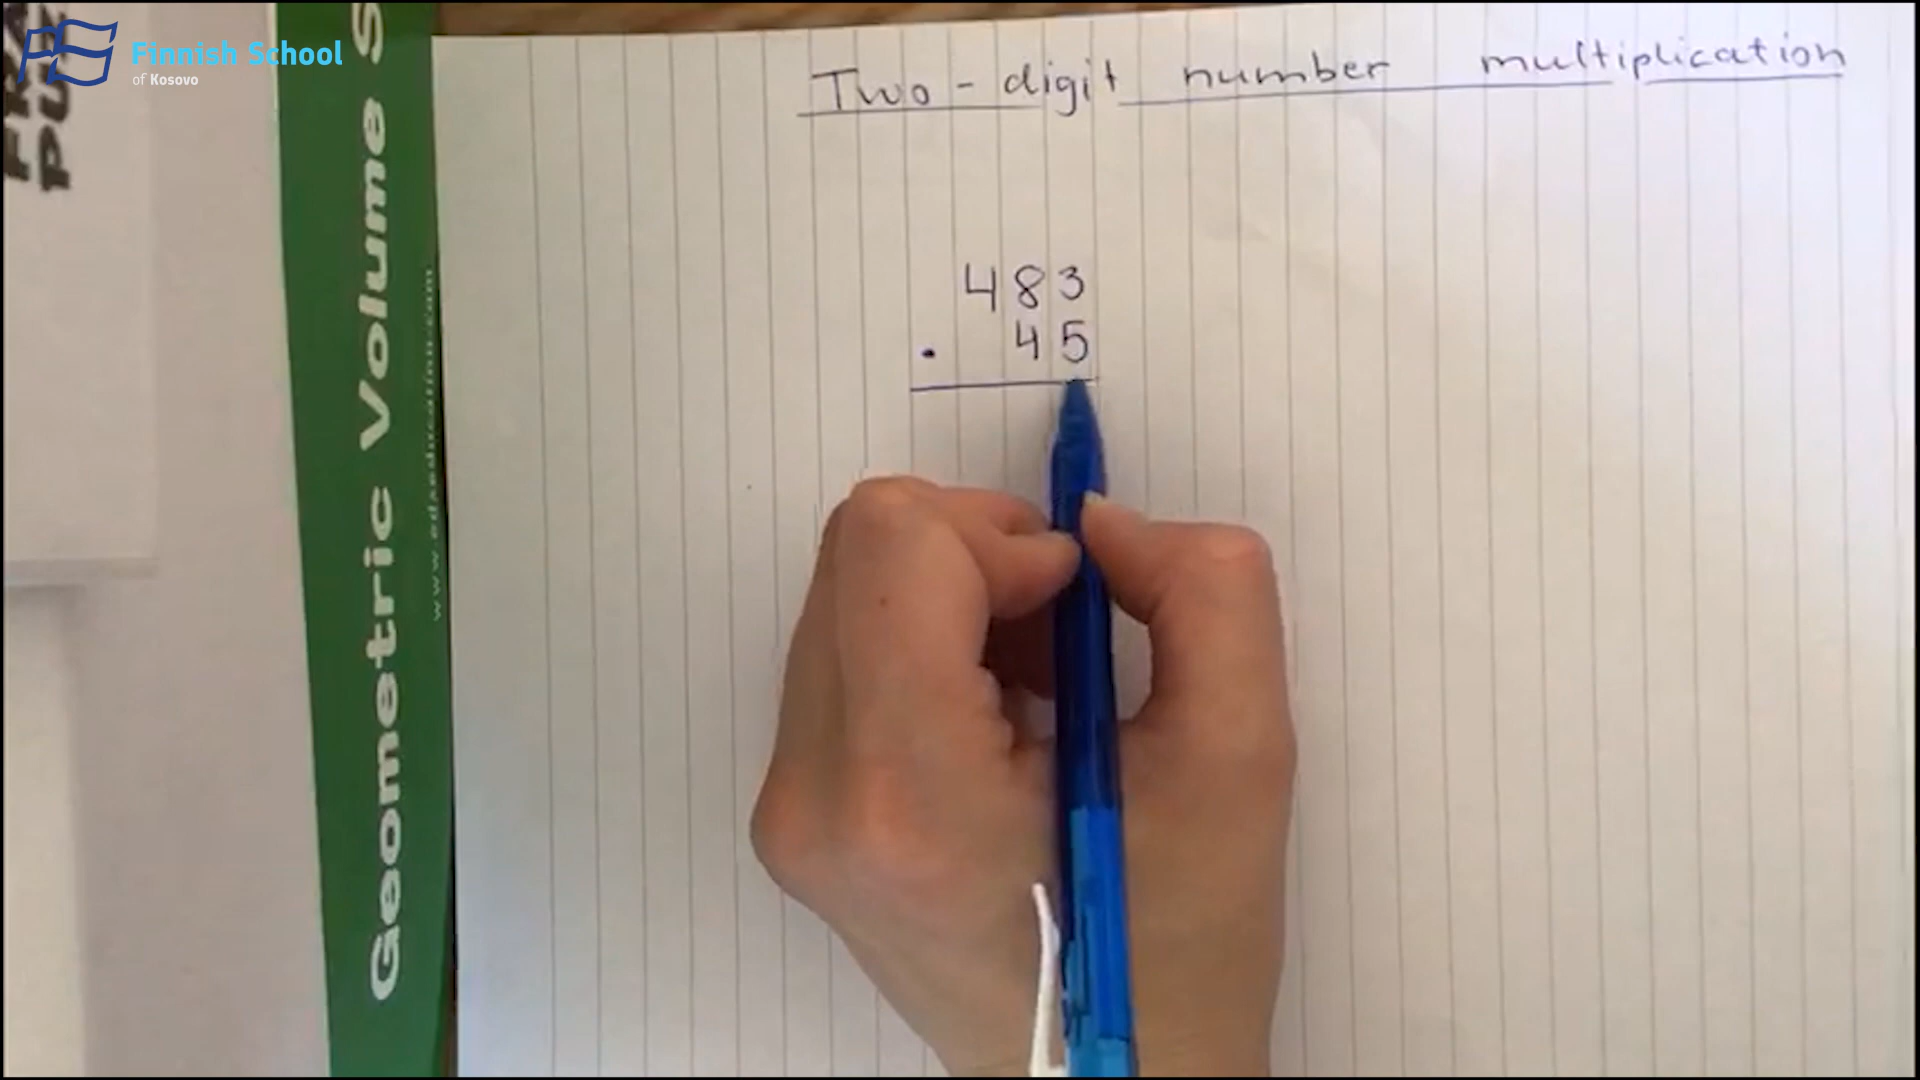 Finnish School
of Kosovo
Two-digit number multiplication
483
. 45
Geometric Volume S